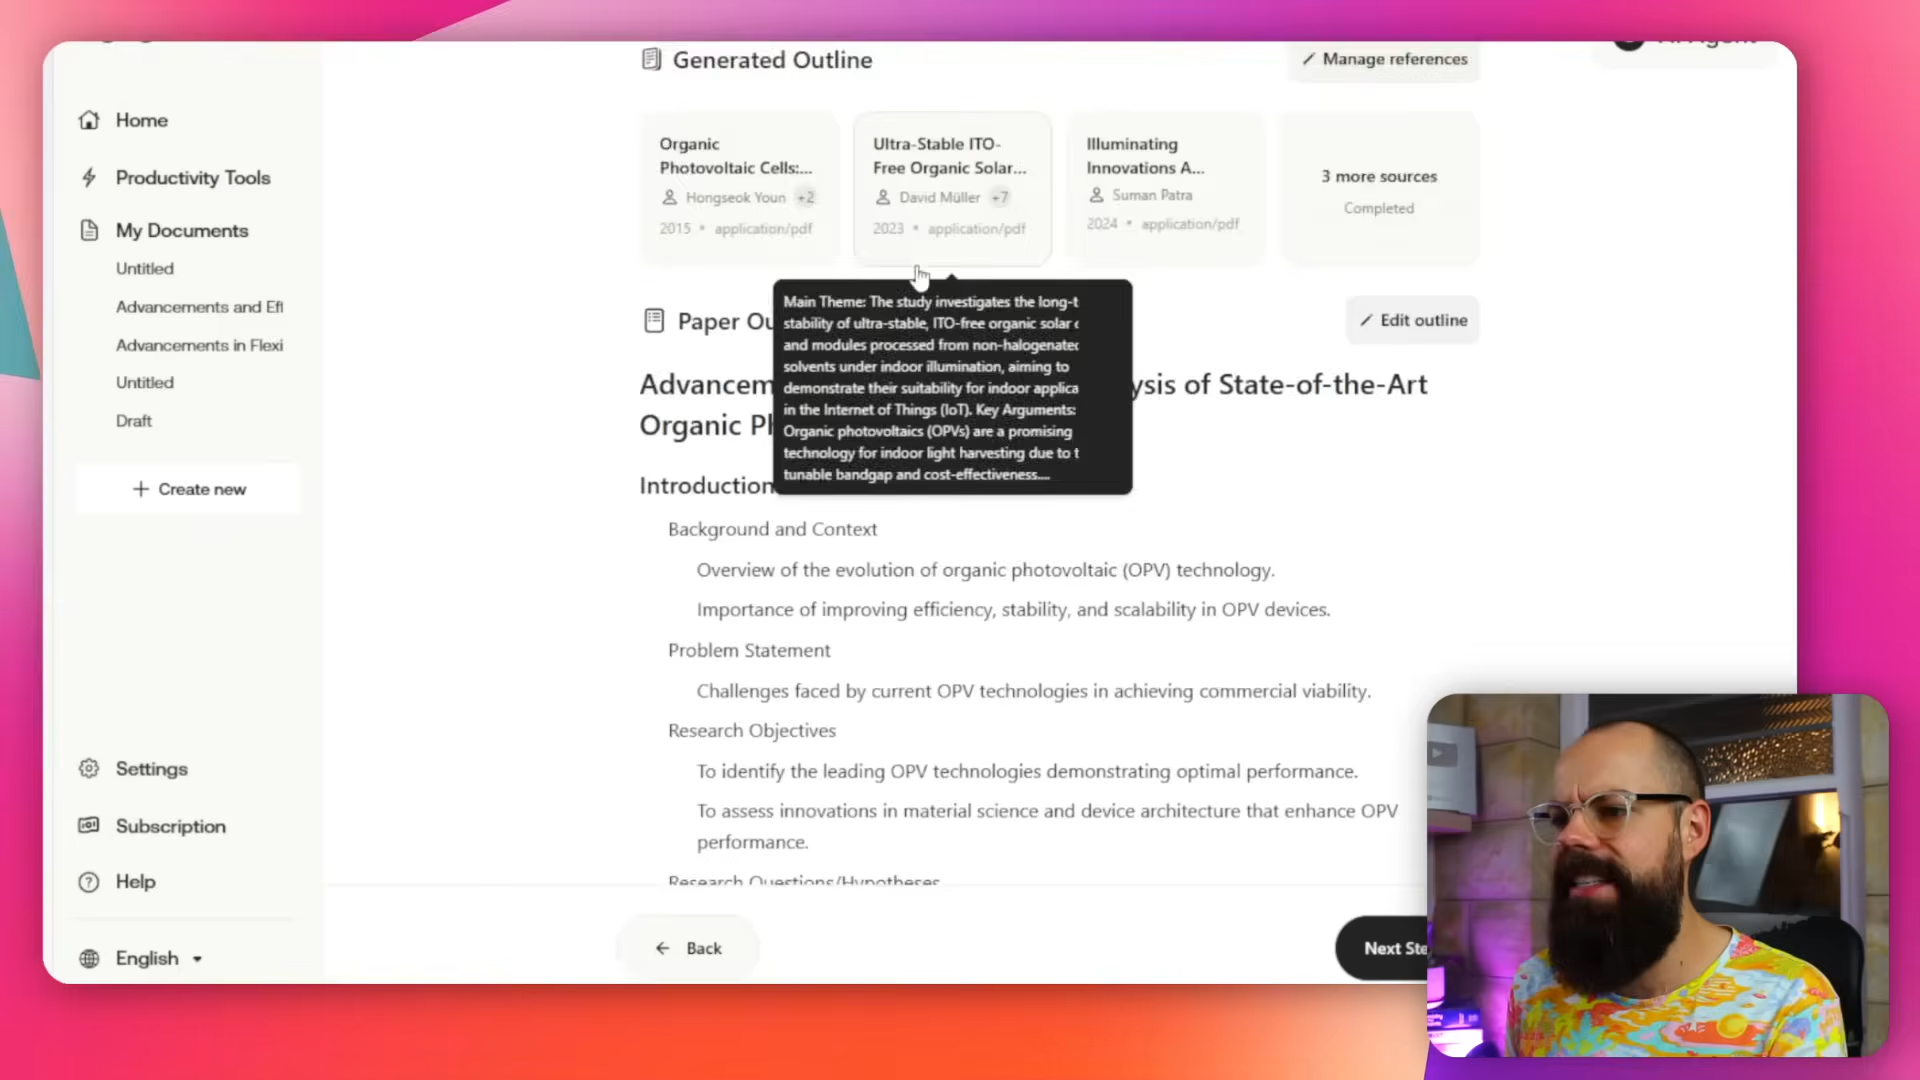 Home
Productivity Tools
My Documents
Untitled
Advancements and Efl
Advancements in Flexi
Untitled
Draft
Create new
Settings
Subscription
Help
English
Generated Outline
Manage references
Organic
Photovoltaic Cells:...
Hongseok Youn +2
2015 • application/pdf
Ultra-Stable ITO-
Free Organic Solar...
David Müller +7
2023 • application/pdf
Illuminating
Innovations A...
Suman Patra
2024 • application/pdf
3 more sources
Completed
Main Theme: The study investigates the long-t
stability of ultra-stable, ITO-free organic solar c
and modules processed from non-halogenated
solvents under indoor illumination, aiming to
demonstrate their suitability for indoor applica
in the Internet of Things (IoT). Key Arguments:
Organic photovoltaics (OPVs) are a promising
technology for indoor light harvesting due to t
tunable bandgap and cost-effectiveness....
Paper Ou
Edit outline
Advancem ysis of State-of-the-Art
Organic Ph
Introduction
Background and Context
Overview of the evolution of organic photovoltaic (OPV) technology.
Importance of improving efficiency, stability, and scalability in OPV devices.
Problem Statement
Challenges faced by current OPV technologies in achieving commercial viability.
Research Objectives
To identify the leading OPV technologies demonstrating optimal performance.
To assess innovations in material science and device architecture that enhance OPV
performance.
Research Questions/Hypotheses
Back
Next Ste